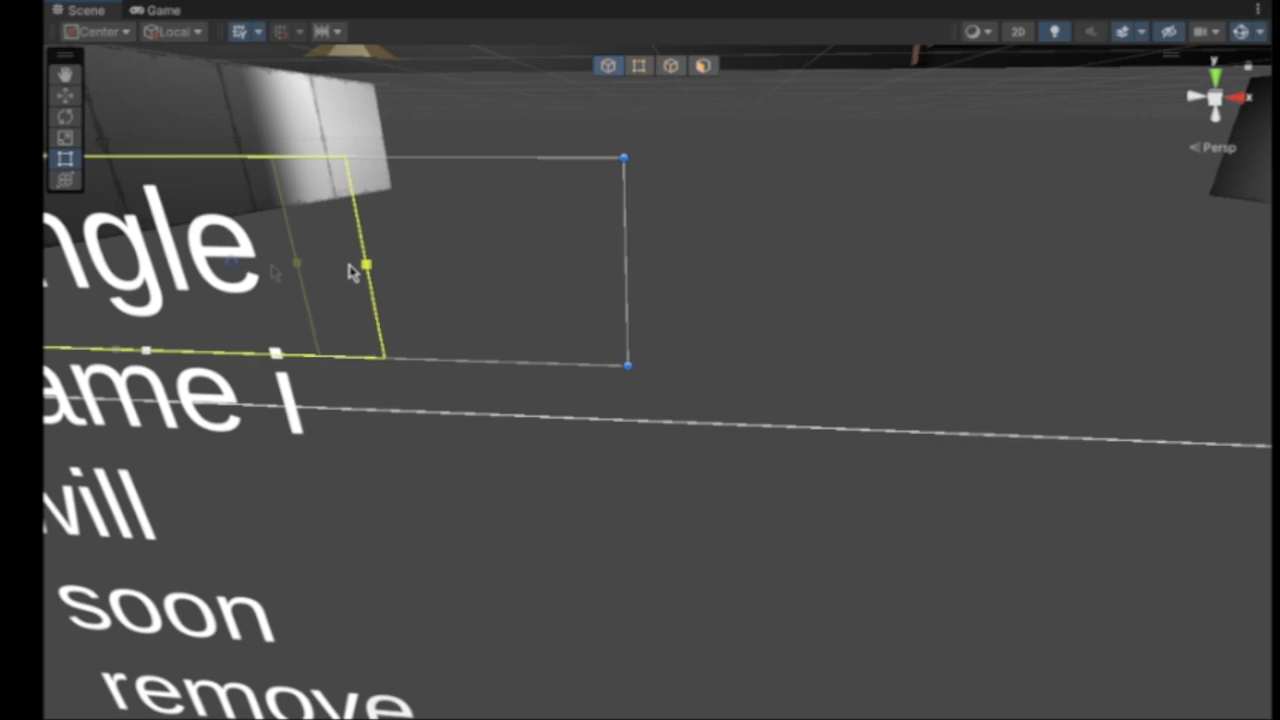 Scene Game
Center Local 2D
y
x
Persp
ngle
ame i
will
soon
remove